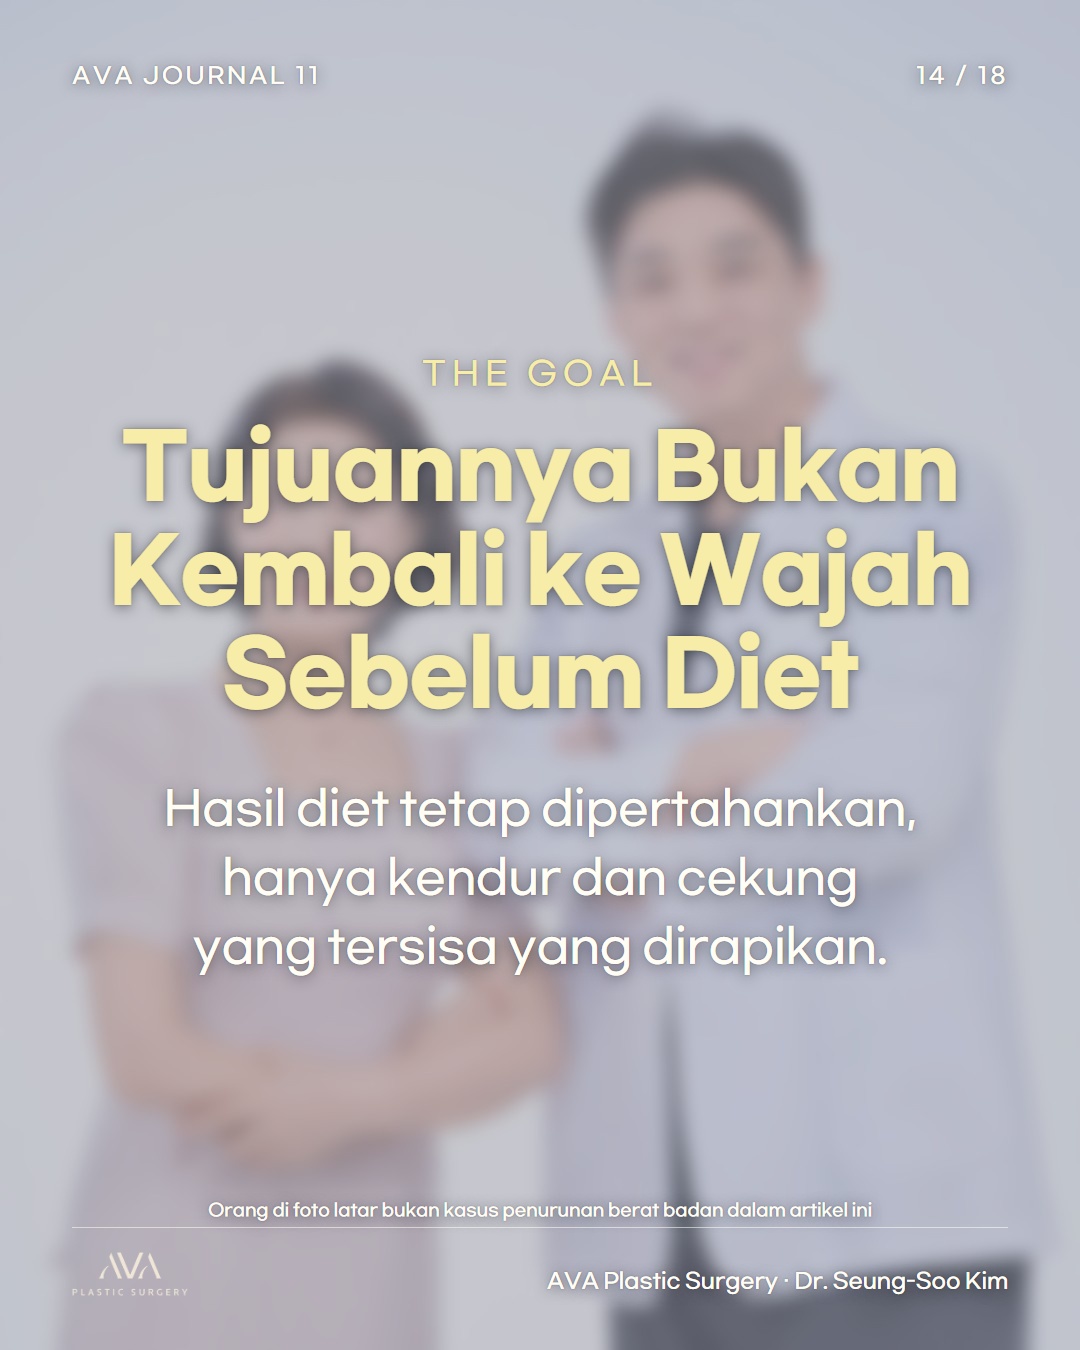 AVA JOURNAL 11
14 / 18
THE GOAL
Tujuannya Bukan
Kembali ke Wajah
Sebelum Diet
Hasil diet tetap dipertahankan,
hanya kendur dan cekung
yang tersisa yang dirapikan.
Orang di foto latar bukan kasus penurunan berat badan dalam artikel ini
AVA
PLASTIC SURGERY
AVA Plastic Surgery · Dr. Seung-Soo Kim